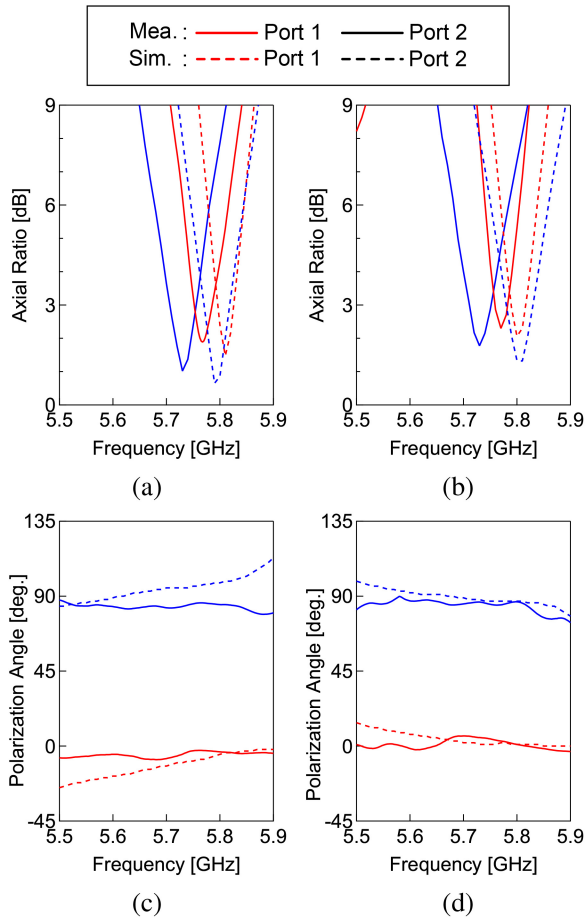 Mea. : Port 1 Port 2
Sim. : Port 1 Port 2
9
6
3
0
Axial Ratio [dB]
5.5 5.6 5.7 5.8 5.9
Frequency [GHz]
(a)
9
6
3
0
Axial Ratio [dB]
5.5 5.6 5.7 5.8 5.9
Frequency [GHz]
(b)
135
90
45
0
-45
Polarization Angle [deg.]
5.5 5.6 5.7 5.8 5.9
Frequency [GHz]
(c)
135
90
45
0
-45
Polarization Angle [deg.]
5.5 5.6 5.7 5.8 5.9
Frequency [GHz]
(d)